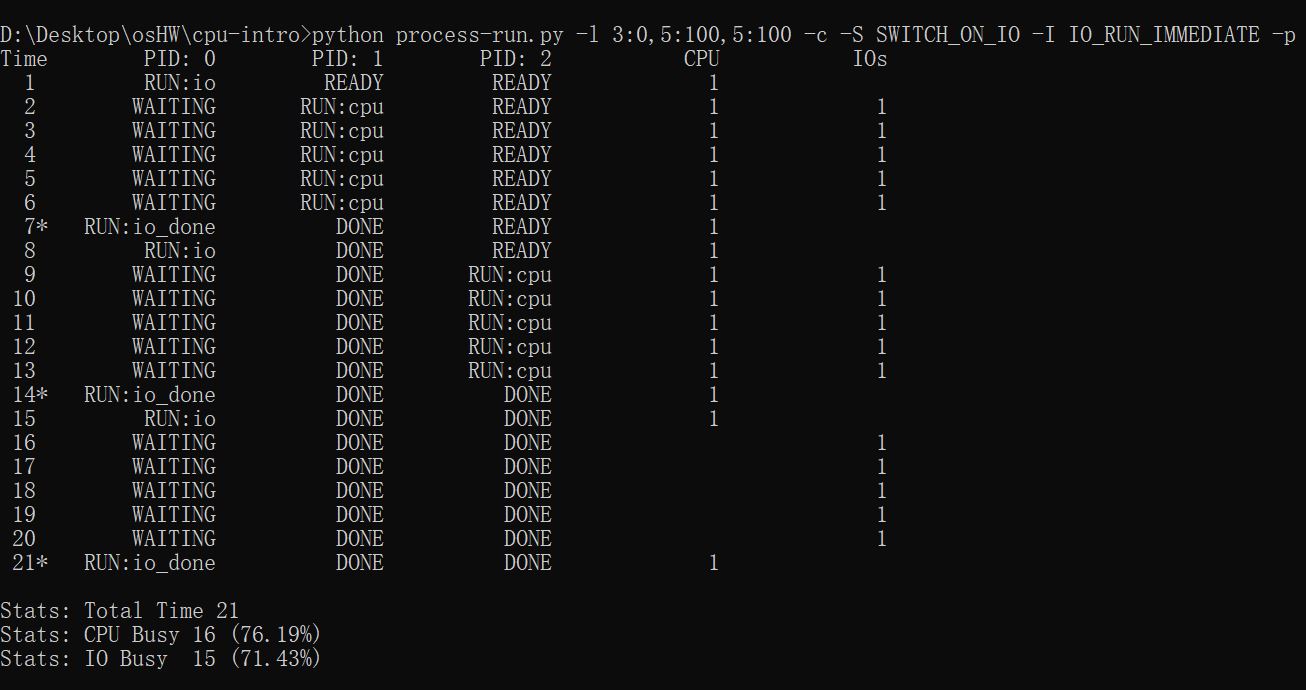 D:\Desktop\osHW\cpu-intro>python process-run.py -l 3:0,5:100,5:100 -c -S SWITCH_ON_IO -I IO_RUN_IMMEDIATE -p
Time        PID: 0        PID: 1        PID: 2           CPU           IOs
  1         RUN:io         READY         READY             1
  2        WAITING       RUN:cpu         READY             1             1
  3        WAITING       RUN:cpu         READY             1             1
  4        WAITING       RUN:cpu         READY             1             1
  5        WAITING       RUN:cpu         READY             1             1
  6        WAITING       RUN:cpu         READY             1             1
  7*   RUN:io_done          DONE         READY             1
  8         RUN:io          DONE         READY             1
  9        WAITING          DONE       RUN:cpu             1             1
 10        WAITING          DONE       RUN:cpu             1             1
 11        WAITING          DONE       RUN:cpu             1             1
 12        WAITING          DONE       RUN:cpu             1             1
 13        WAITING          DONE       RUN:cpu             1             1
 14*   RUN:io_done          DONE          DONE             1
 15         RUN:io          DONE          DONE             1
 16        WAITING          DONE          DONE                           1
 17        WAITING          DONE          DONE                           1
 18        WAITING          DONE          DONE                           1
 19        WAITING          DONE          DONE                           1
 20        WAITING          DONE          DONE                           1
 21*   RUN:io_done          DONE          DONE             1
Stats: Total Time 21
Stats: CPU Busy 16 (76.19%)
Stats: IO Busy  15 (71.43%)